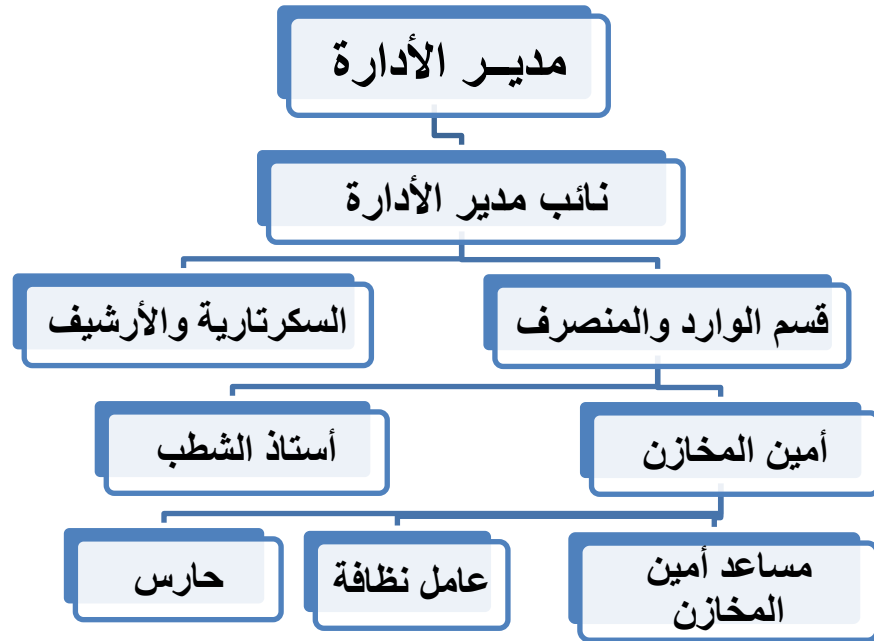 مديــر الأدارة
نائب مدير الأدارة
قسم الوارد والمنصرف
السكرتارية والأرشيف
أمين المخازن
أستاذ الشطب
مساعد أمين
المخازن
عامل نظافة
حارس